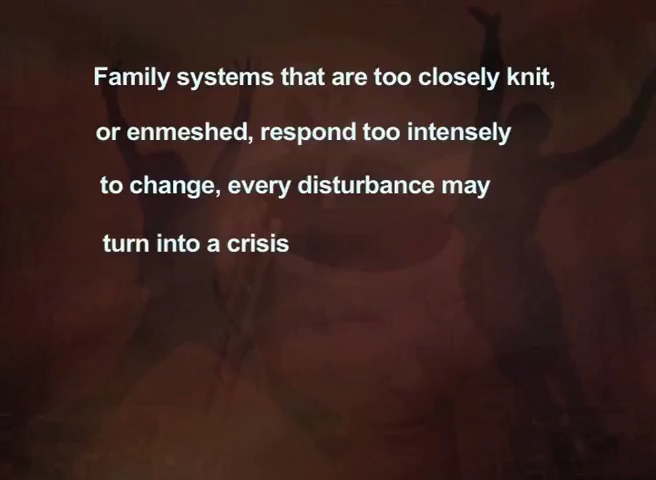 Family systems that are too closely knit,
or enmeshed, respond too intensely
to change, every disturbance may
turn into a crisis